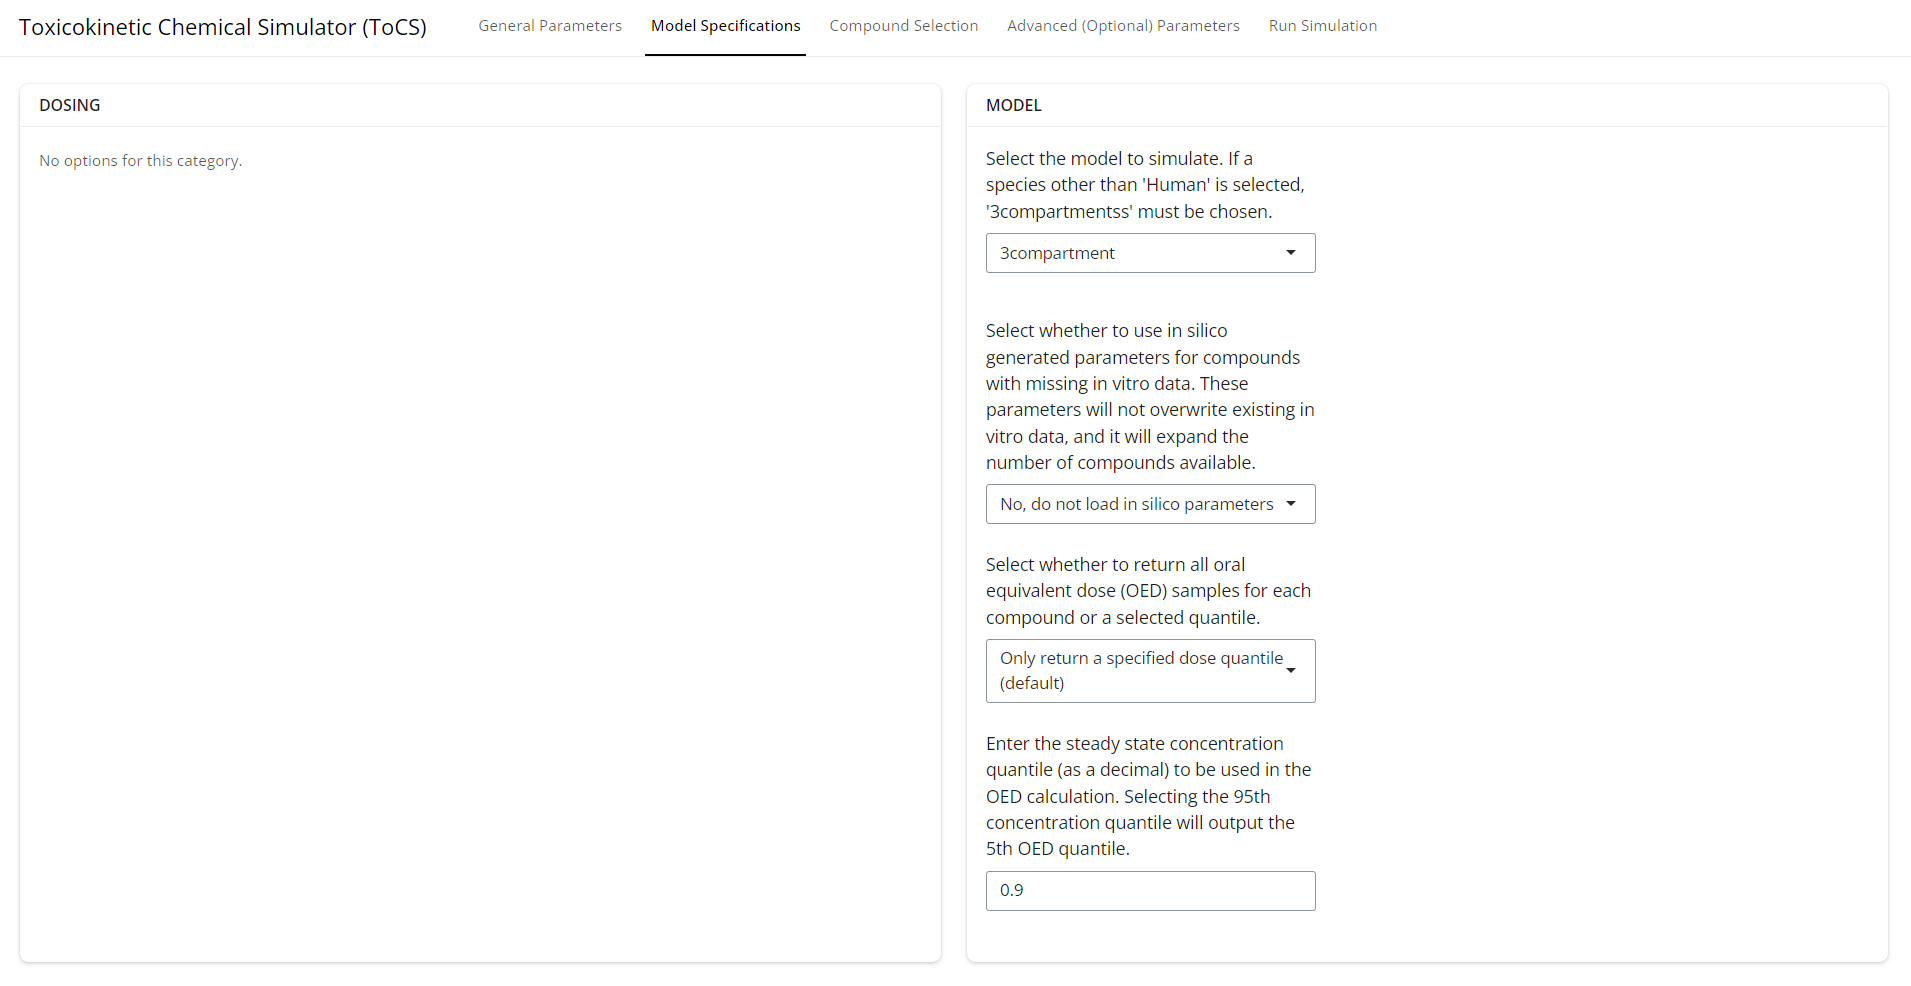 Toxicokinetic Chemical Simulator (ToCS)
General Parameters
Model Specifications
Compound Selection
Advanced (Optional) Parameters
Run Simulation
DOSING
No options for this category.
MODEL
Select the model to simulate. If a
species other than 'Human' is selected,
'3compartmentss' must be chosen.
3compartment
Select whether to use in silico
generated parameters for compounds
with missing in vitro data. These
parameters will not overwrite existing in
vitro data, and it will expand the
number of compounds available.
No, do not load in silico parameters
Select whether to return all oral
equivalent dose (OED) samples for each
compound or a selected quantile.
Only return a specified dose quantile
(default)
Enter the steady state concentration
quantile (as a decimal) to be used in the
OED calculation. Selecting the 95th
concentration quantile will output the
5th OED quantile.
0.9